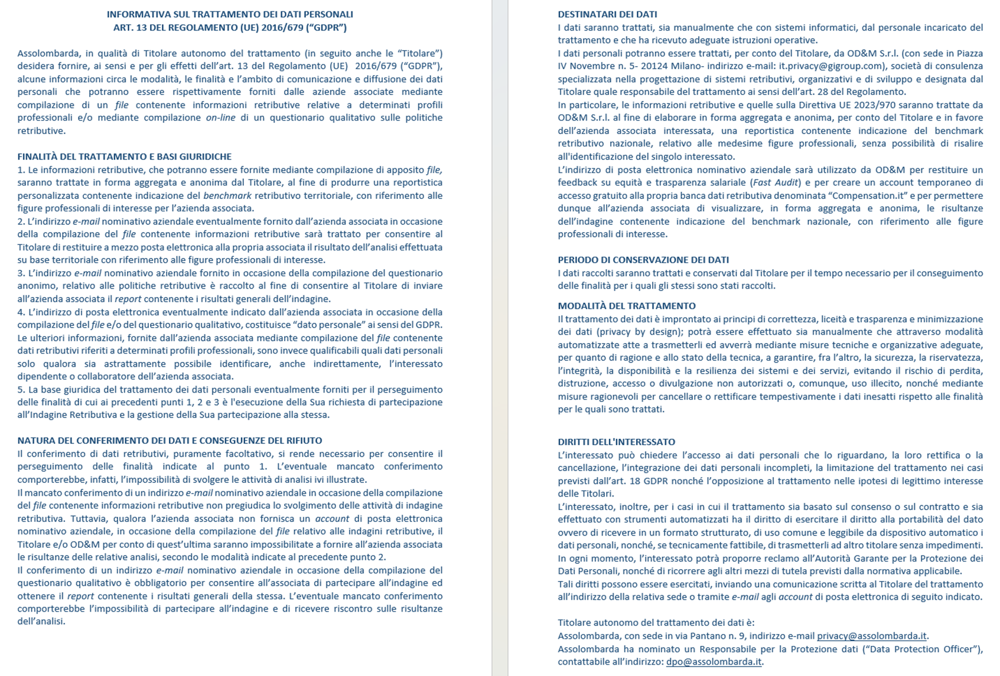 INFORMATIVA SUL TRATTAMENTO DEI DATI PERSONALI
ART. 13 DEL REGOLAMENTO (UE) 2016/679 (“GDPR”)
Assolombarda, in qualità di Titolare autonomo del trattamento (in seguito anche le “Titolare”)
desidera fornire, ai sensi e per gli effetti dell’art. 13 del Regolamento (UE) 2016/679 (“GDPR”),
alcune informazioni circa le modalità, le finalità e l’ambito di comunicazione e diffusione dei dati
personali che potranno essere rispettivamente forniti dalle aziende associate mediante
compilazione di un file contenente informazioni retributive relative a determinati profili
professionali e/o mediante compilazione on-line di un questionario qualitativo sulle politiche
retributive.
FINALITÀ DEL TRATTAMENTO E BASI GIURIDICHE
1. Le informazioni retributive, che potranno essere fornite mediante compilazione di apposito file,
saranno trattate in forma aggregata e anonima dal Titolare, al fine di produrre una reportistica
personalizzata contenente indicazione del benchmark retributivo territoriale, con riferimento alle
figure professionali di interesse per l’azienda associata.
2. L’indirizzo e-mail nominativo aziendale eventualmente fornito dall’azienda associata in occasione
della compilazione del file contenente informazioni retributive sarà trattato per consentire al
Titolare di restituire a mezzo posta elettronica alla propria associata il risultato dell’analisi effettuata
su base territoriale con riferimento alle figure professionali di interesse.
3. L’indirizzo e-mail nominativo aziendale fornito in occasione della compilazione del questionario
anonimo, relativo alle politiche retributive è raccolto al fine di consentire al Titolare di inviare
all’azienda associata il report contenente i risultati generali dell’indagine.
4. L’indirizzo di posta elettronica eventualmente indicato dall’azienda associata in occasione della
compilazione del file e/o del questionario qualitativo, costituisce “dato personale” ai sensi del GDPR.
Le ulteriori informazioni, fornite dall’azienda associata mediante compilazione del file contenente
dati retributivi riferiti a determinati profili professionali, sono invece qualificabili quali dati personali
solo qualora sia astrattamente possibile identificare, anche indirettamente, l’interessato
dipendente o collaboratore dell’azienda associata.
5. La base giuridica del trattamento dei dati personali eventualmente forniti per il perseguimento
delle finalità di cui ai precedenti punti 1, 2 e 3 è l'esecuzione della Sua richiesta di partecipazione
all’Indagine Retributiva e la gestione della Sua partecipazione alla stessa.
NATURA DEL CONFERIMENTO DEI DATI E CONSEGUENZE DEL RIFIUTO
Il conferimento di dati retributivi, puramente facoltativo, si rende necessario per consentire il
perseguimento delle finalità indicate al punto 1. L’eventuale mancato conferimento
comporterebbe, infatti, l’impossibilità di svolgere le attività di analisi ivi illustrate.
Il mancato conferimento di un indirizzo e-mail nominativo aziendale in occasione della compilazione
del file contenente informazioni retributive non pregiudica lo svolgimento delle attività di indagine
retributiva. Tuttavia, qualora l’azienda associata non fornisca un account di posta elettronica
nominativo aziendale, in occasione della compilazione del file relativo alle indagini retributive, il
Titolare e/o OD&M per conto di quest’ultima saranno impossibilitate a fornire all’azienda associata
le risultanze delle relative analisi, secondo le modalità indicate al precedente punto 2.
Il conferimento di un indirizzo e-mail nominativo aziendale in occasione della compilazione del
questionario qualitativo è obbligatorio per consentire all’associata di partecipare all’indagine ed
ottenere il report contenente i risultati generali della stessa. L’eventuale mancato conferimento
comporterebbe l’impossibilità di partecipare all’indagine e di ricevere riscontro sulle risultanze
dell’analisi.
DESTINATARI DEI DATI
I dati saranno trattati, sia manualmente che con sistemi informatici, dal personale incaricato del
trattamento e che ha ricevuto adeguate istruzioni operative.
I dati personali potranno essere trattati, per conto del Titolare, da OD&M S.r.l. (con sede in Piazza
IV Novembre n. 5- 20124 Milano- indirizzo e-mail: it.privacy@gigroup.com), società di consulenza
specializzata nella progettazione di sistemi retributivi, organizzativi e di sviluppo e designata dal
Titolare quale responsabile del trattamento ai sensi dell’art. 28 del Regolamento.
In particolare, le informazioni retributive e quelle sulla Direttiva UE 2023/970 saranno trattate da
OD&M S.r.l. al fine di elaborare in forma aggregata e anonima, per conto del Titolare e in favore
dell’azienda associata interessata, una reportistica contenente indicazione del benchmark
retributivo nazionale, relativo alle medesime figure professionali, senza possibilità di risalire
all'identificazione del singolo interessato.
L’indirizzo di posta elettronica nominativo aziendale sarà utilizzato da OD&M per restituire un
feedback su equità e trasparenza salariale (Fast Audit) e per creare un account temporaneo di
accesso gratuito alla propria banca dati retributiva denominata “Compensation.it” e per permettere
dunque all’azienda associata di visualizzare, in forma aggregata e anonima, le risultanze
dell’indagine contenente indicazione del benchmark nazionale, con riferimento alle figure
professionali di interesse.
PERIODO DI CONSERVAZIONE DEI DATI
I dati raccolti saranno trattati e conservati dal Titolare per il tempo necessario per il conseguimento
delle finalità per i quali gli stessi sono stati raccolti.
MODALITÀ DEL TRATTAMENTO
Il trattamento dei dati è improntato ai principi di correttezza, liceità e trasparenza e minimizzazione
dei dati (privacy by design); potrà essere effettuato sia manualmente che attraverso modalità
automatizzate atte a trasmetterli ed avverrà mediante misure tecniche e organizzative adeguate,
per quanto di ragione e allo stato della tecnica, a garantire, fra l’altro, la sicurezza, la riservatezza,
l’integrità, la disponibilità e la resilienza dei sistemi e dei servizi, evitando il rischio di perdita,
distruzione, accesso o divulgazione non autorizzati o, comunque, uso illecito, nonché mediante
misure ragionevoli per cancellare o rettificare tempestivamente i dati inesatti rispetto alle finalità
per le quali sono trattati.
DIRITTI DELL'INTERESSATO
L’interessato può chiedere l’accesso ai dati personali che lo riguardano, la loro rettifica o la
cancellazione, l’integrazione dei dati personali incompleti, la limitazione del trattamento nei casi
previsti dall’art. 18 GDPR nonché l’opposizione al trattamento nelle ipotesi di legittimo interesse
delle Titolari.
L’interessato, inoltre, per i casi in cui il trattamento sia basato sul consenso o sul contratto e sia
effettuato con strumenti automatizzati ha il diritto di esercitare il diritto alla portabilità del dato
ovvero di ricevere in un formato strutturato, di uso comune e leggibile da dispositivo automatico i
dati personali, nonché, se tecnicamente fattibile, di trasmetterli ad altro titolare senza impedimenti.
In ogni momento, l’interessato potrà proporre reclamo all’Autorità Garante per la Protezione dei
Dati Personali, nonché di ricorrere agli altri mezzi di tutela previsti dalla normativa applicabile.
Tali diritti possono essere esercitati, inviando una comunicazione scritta al Titolare del trattamento
all’indirizzo della relativa sede o tramite e-mail agli account di posta elettronica di seguito indicato.
Titolare autonomo del trattamento dei dati è:
Assolombarda, con sede in via Pantano n. 9, indirizzo e-mail privacy@assolombarda.it.
Assolombarda ha nominato un Responsabile per la Protezione dati (“Data Protection Officer”),
contattabile all’indirizzo: dpo@assolombarda.it.